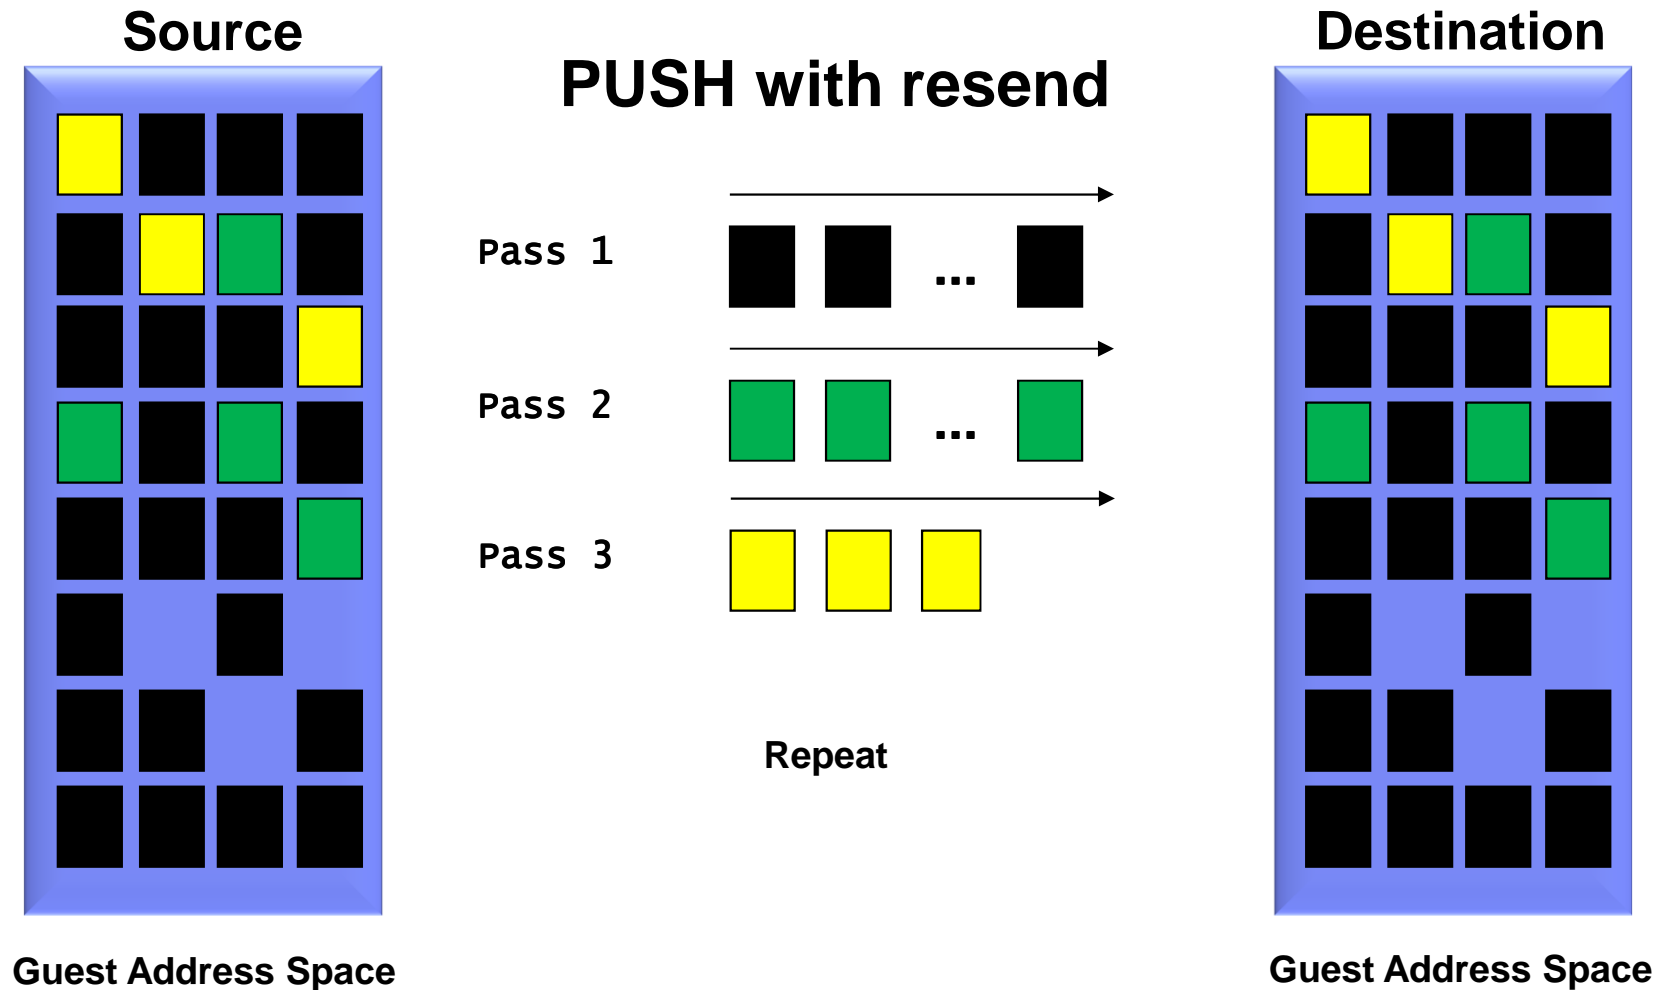 Source
Destination
PUSH with resend
Pass 1
...
Pass 2
...
Pass 3
Repeat
Guest Address Space
Guest Address Space